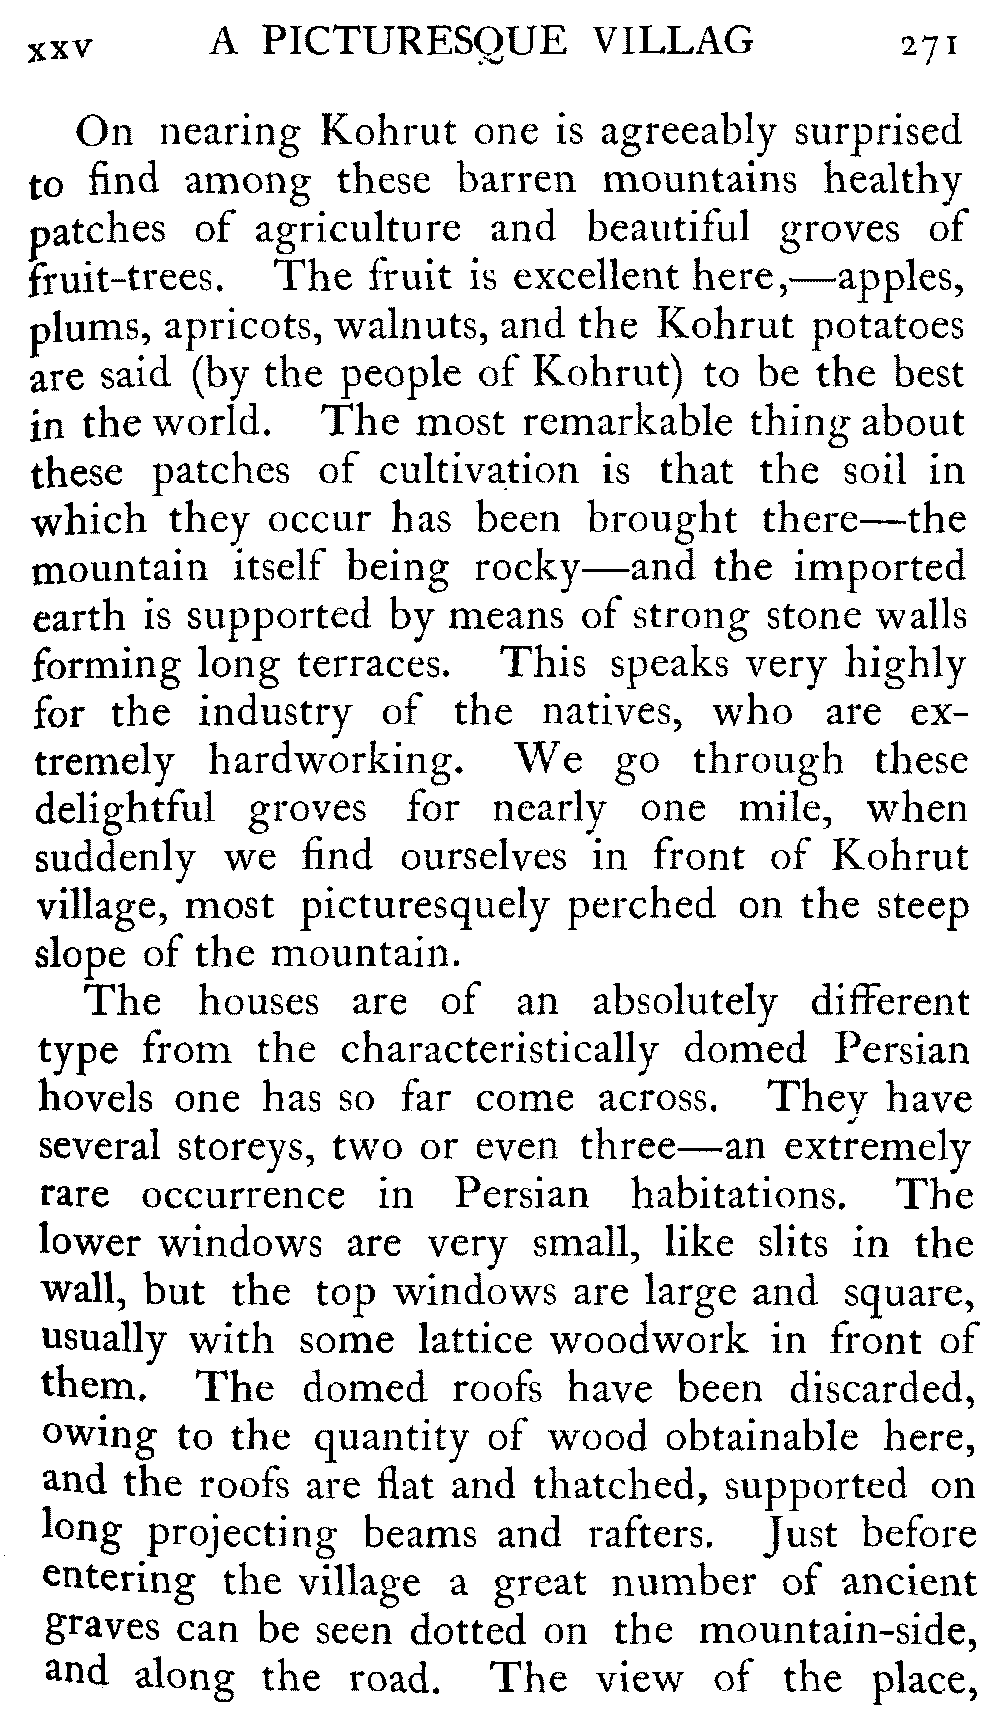 xxv A PICTURESQUE VILLAG 271
On nearing Kohrut one is agreeably surprised
to find among these barren mountains healthy
patches of agriculture and beautiful groves of
fruit-trees. The fruit is excellent here,—apples,
plums, apricots, walnuts, and the Kohrut potatoes
are said (by the people of Kohrut) to be the best
in the world. The most remarkable thing about
these patches of cultivation is that the soil in
which they occur has been brought there—the
mountain itself being rocky—and the imported
earth is supported by means of strong stone walls
forming long terraces. This speaks very highly
for the industry of the natives, who are ex-
tremely hardworking. We go through these
delightful groves for nearly one mile, when
suddenly we find ourselves in front of Kohrut
village, most picturesquely perched on the steep
slope of the mountain.
The houses are of an absolutely different
type from the characteristically domed Persian
hovels one has so far come across. They have
several storeys, two or even three—an extremely
rare occurrence in Persian habitations. The
lower windows are very small, like slits in the
wall, but the top windows are large and square,
usually with some lattice woodwork in front of
them. The domed roofs have been discarded,
owing to the quantity of wood obtainable here,
and the roofs are flat and thatched, supported on
long projecting beams and rafters. Just before
entering the village a great number of ancient
graves can be seen dotted on the mountain-side,
and along the road. The view of the place,